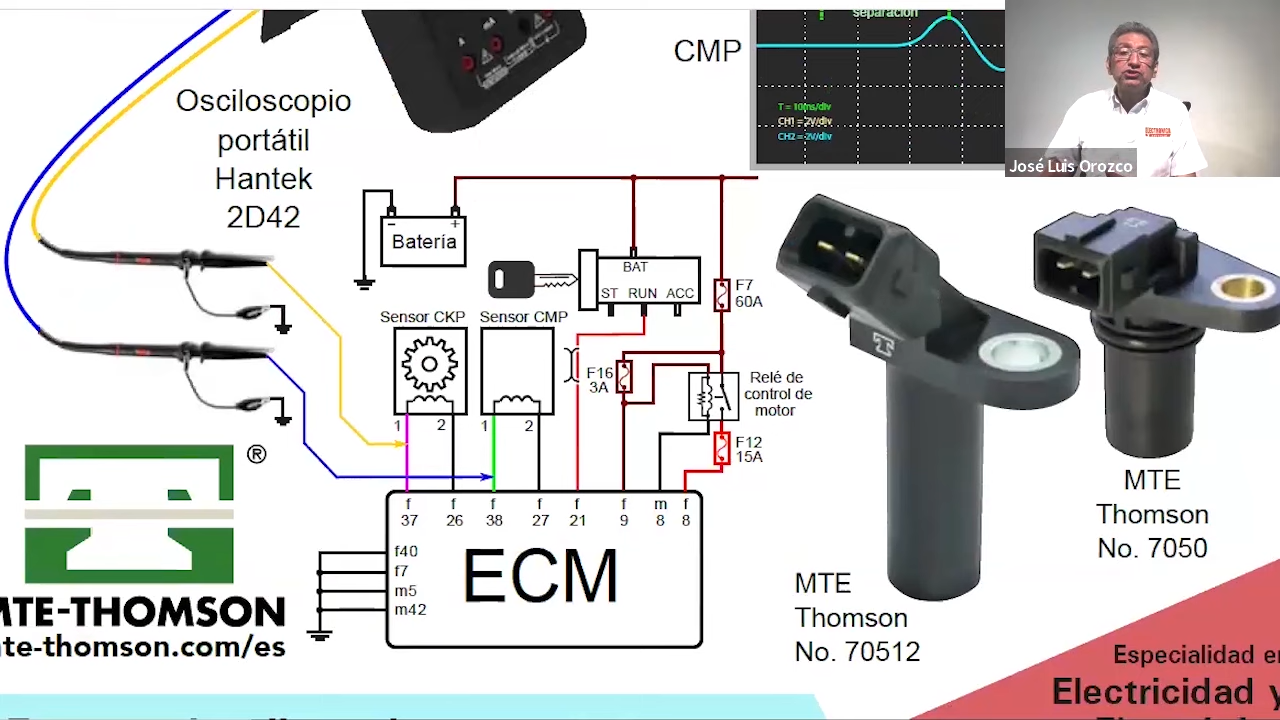 separación
CMP
T = 10ms/div
CH1 = 2V/div
CH2 = 2V/div
José Luis Orozco
Osciloscopio
portátil
Hantek
2D42
Batería
BAT
ST RUN ACC
F7
60A
Sensor CKP
Sensor CMP
F16
3A
Relé de
control de
motor
1 2
1 2
F12
15A
f f f f f f m f
37 26 38 27 21 9 8 8
ECM
f40
f7
m5
m42
®
MTE-THOMSON
mte-thomson.com/es
MTE
Thomson
No. 70512
MTE
Thomson
No. 7050
Especialidad en
Electricidad y